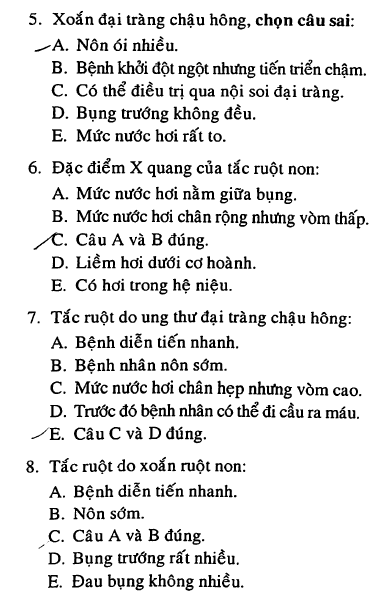 5. Xoắn đại tràng chậu hông, chọn câu sai:
A. Nôn ói nhiều.
B. Bệnh khởi đột ngột nhưng tiến triển chậm.
C. Có thể điều trị qua nội soi đại tràng.
D. Bụng trướng không đều.
E. Mức nước hơi rất to.
6. Đặc điểm X quang của tắc ruột non:
A. Mức nước hơi nằm giữa bụng.
B. Mức nước hơi chân rộng nhưng vòm thấp.
C. Câu A và B đúng.
D. Liềm hơi dưới cơ hoành.
E. Có hơi trong hệ niệu.
7. Tắc ruột do ung thư đại tràng chậu hông:
A. Bệnh diễn tiến nhanh.
B. Bệnh nhân nôn sớm.
C. Mức nước hơi chân hẹp nhưng vòm cao.
D. Trước đó bệnh nhân có thể đi cầu ra máu.
E. Câu C và D đúng.
8. Tắc ruột do xoắn ruột non:
A. Bệnh diễn tiến nhanh.
B. Nôn sớm.
C. Câu A và B đúng.
D. Bụng trướng rất nhiều.
E. Đau bụng không nhiều.